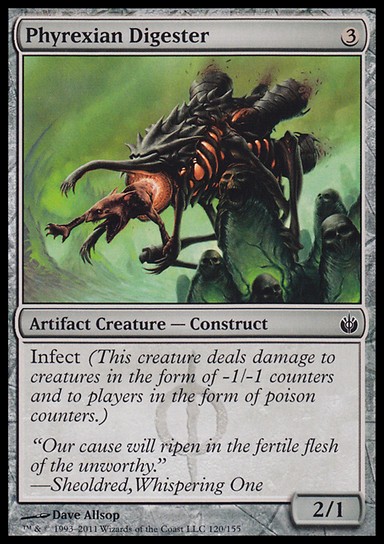 Phyrexian Digester 3
Artifact Creature — Construct
Infect (This creature deals damage to
creatures in the form of -1/-1 counters
and to players in the form of poison
counters.)
“Our cause will ripen in the fertile flesh
of the unworthy.”
—Sheoldred, Whispering One
2/1
Dave Allsop
™ & © 1993–2011 Wizards of the Coast LLC 120/155